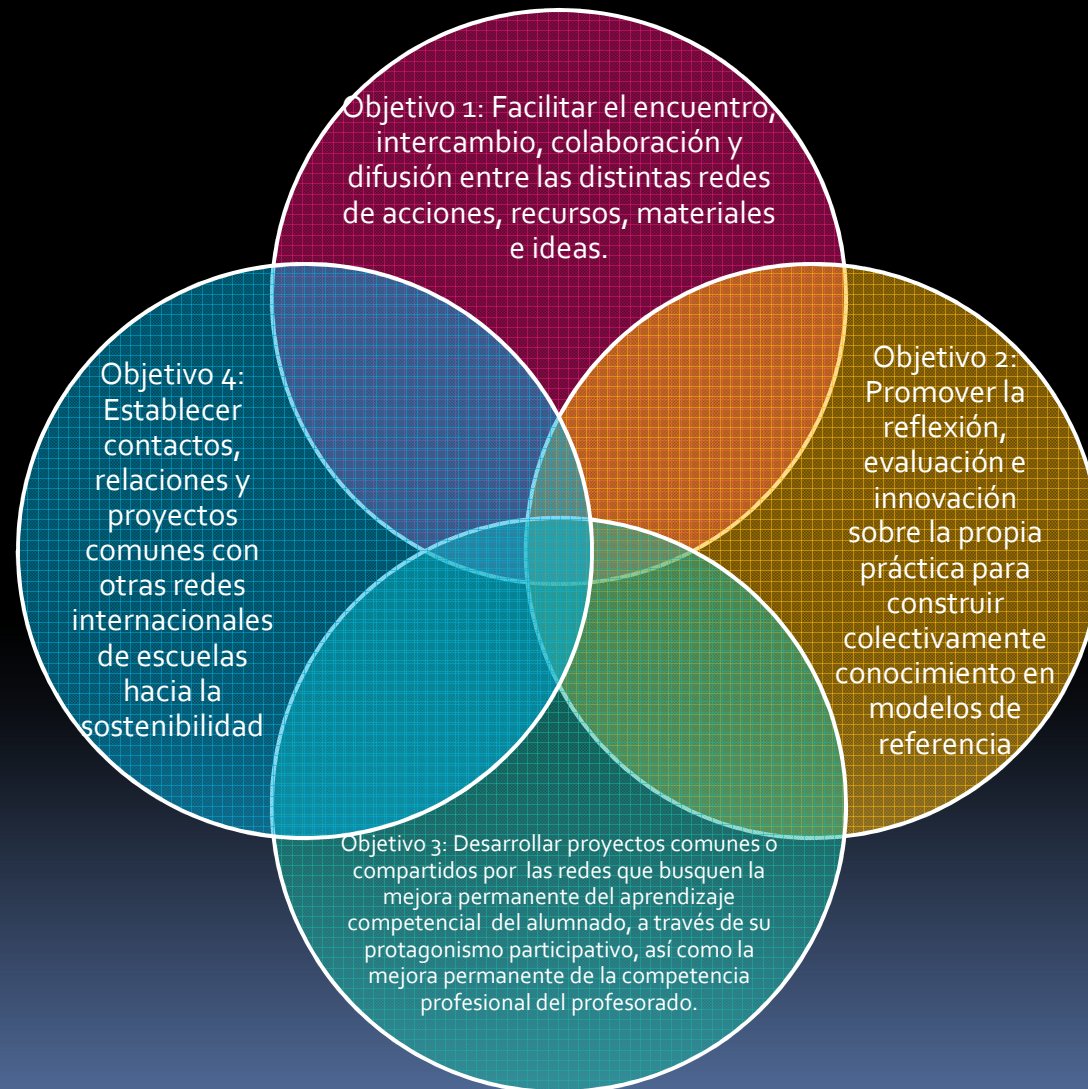 Objetivo 1: Facilitar el encuentro,
intercambio, colaboración y
difusión entre las distintas redes
de acciones, recursos, materiales
e ideas.
Objetivo 2:
Promover la
reflexión,
evaluación e
innovación
sobre la propia
práctica para
construir
colectivamente
conocimiento en
modelos de
referencia
Objetivo 3: Desarrollar proyectos comunes o
compartidos por las redes que busquen la
mejora permanente del aprendizaje
competencial del alumnado, a través de su
protagonismo participativo, así como la
mejora permanente de la competencia
profesional del profesorado.
Objetivo 4:
Establecer
contactos,
relaciones y
proyectos
comunes con
otras redes
internacionales
de escuelas
hacia la
sostenibilidad